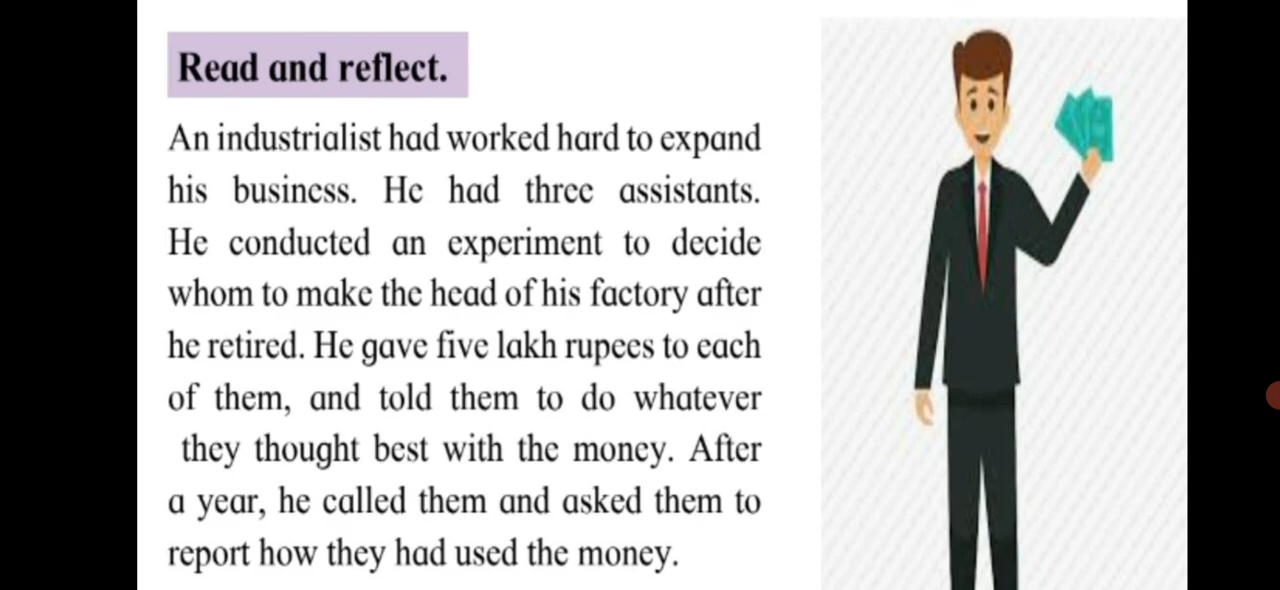 Read and reflect.
An industrialist had worked hard to expand
his business. He had three assistants.
He conducted an experiment to decide
whom to make the head of his factory after
he retired. He gave five lakh rupees to each
of them, and told them to do whatever
they thought best with the money. After
a year, he called them and asked them to
report how they had used the money.